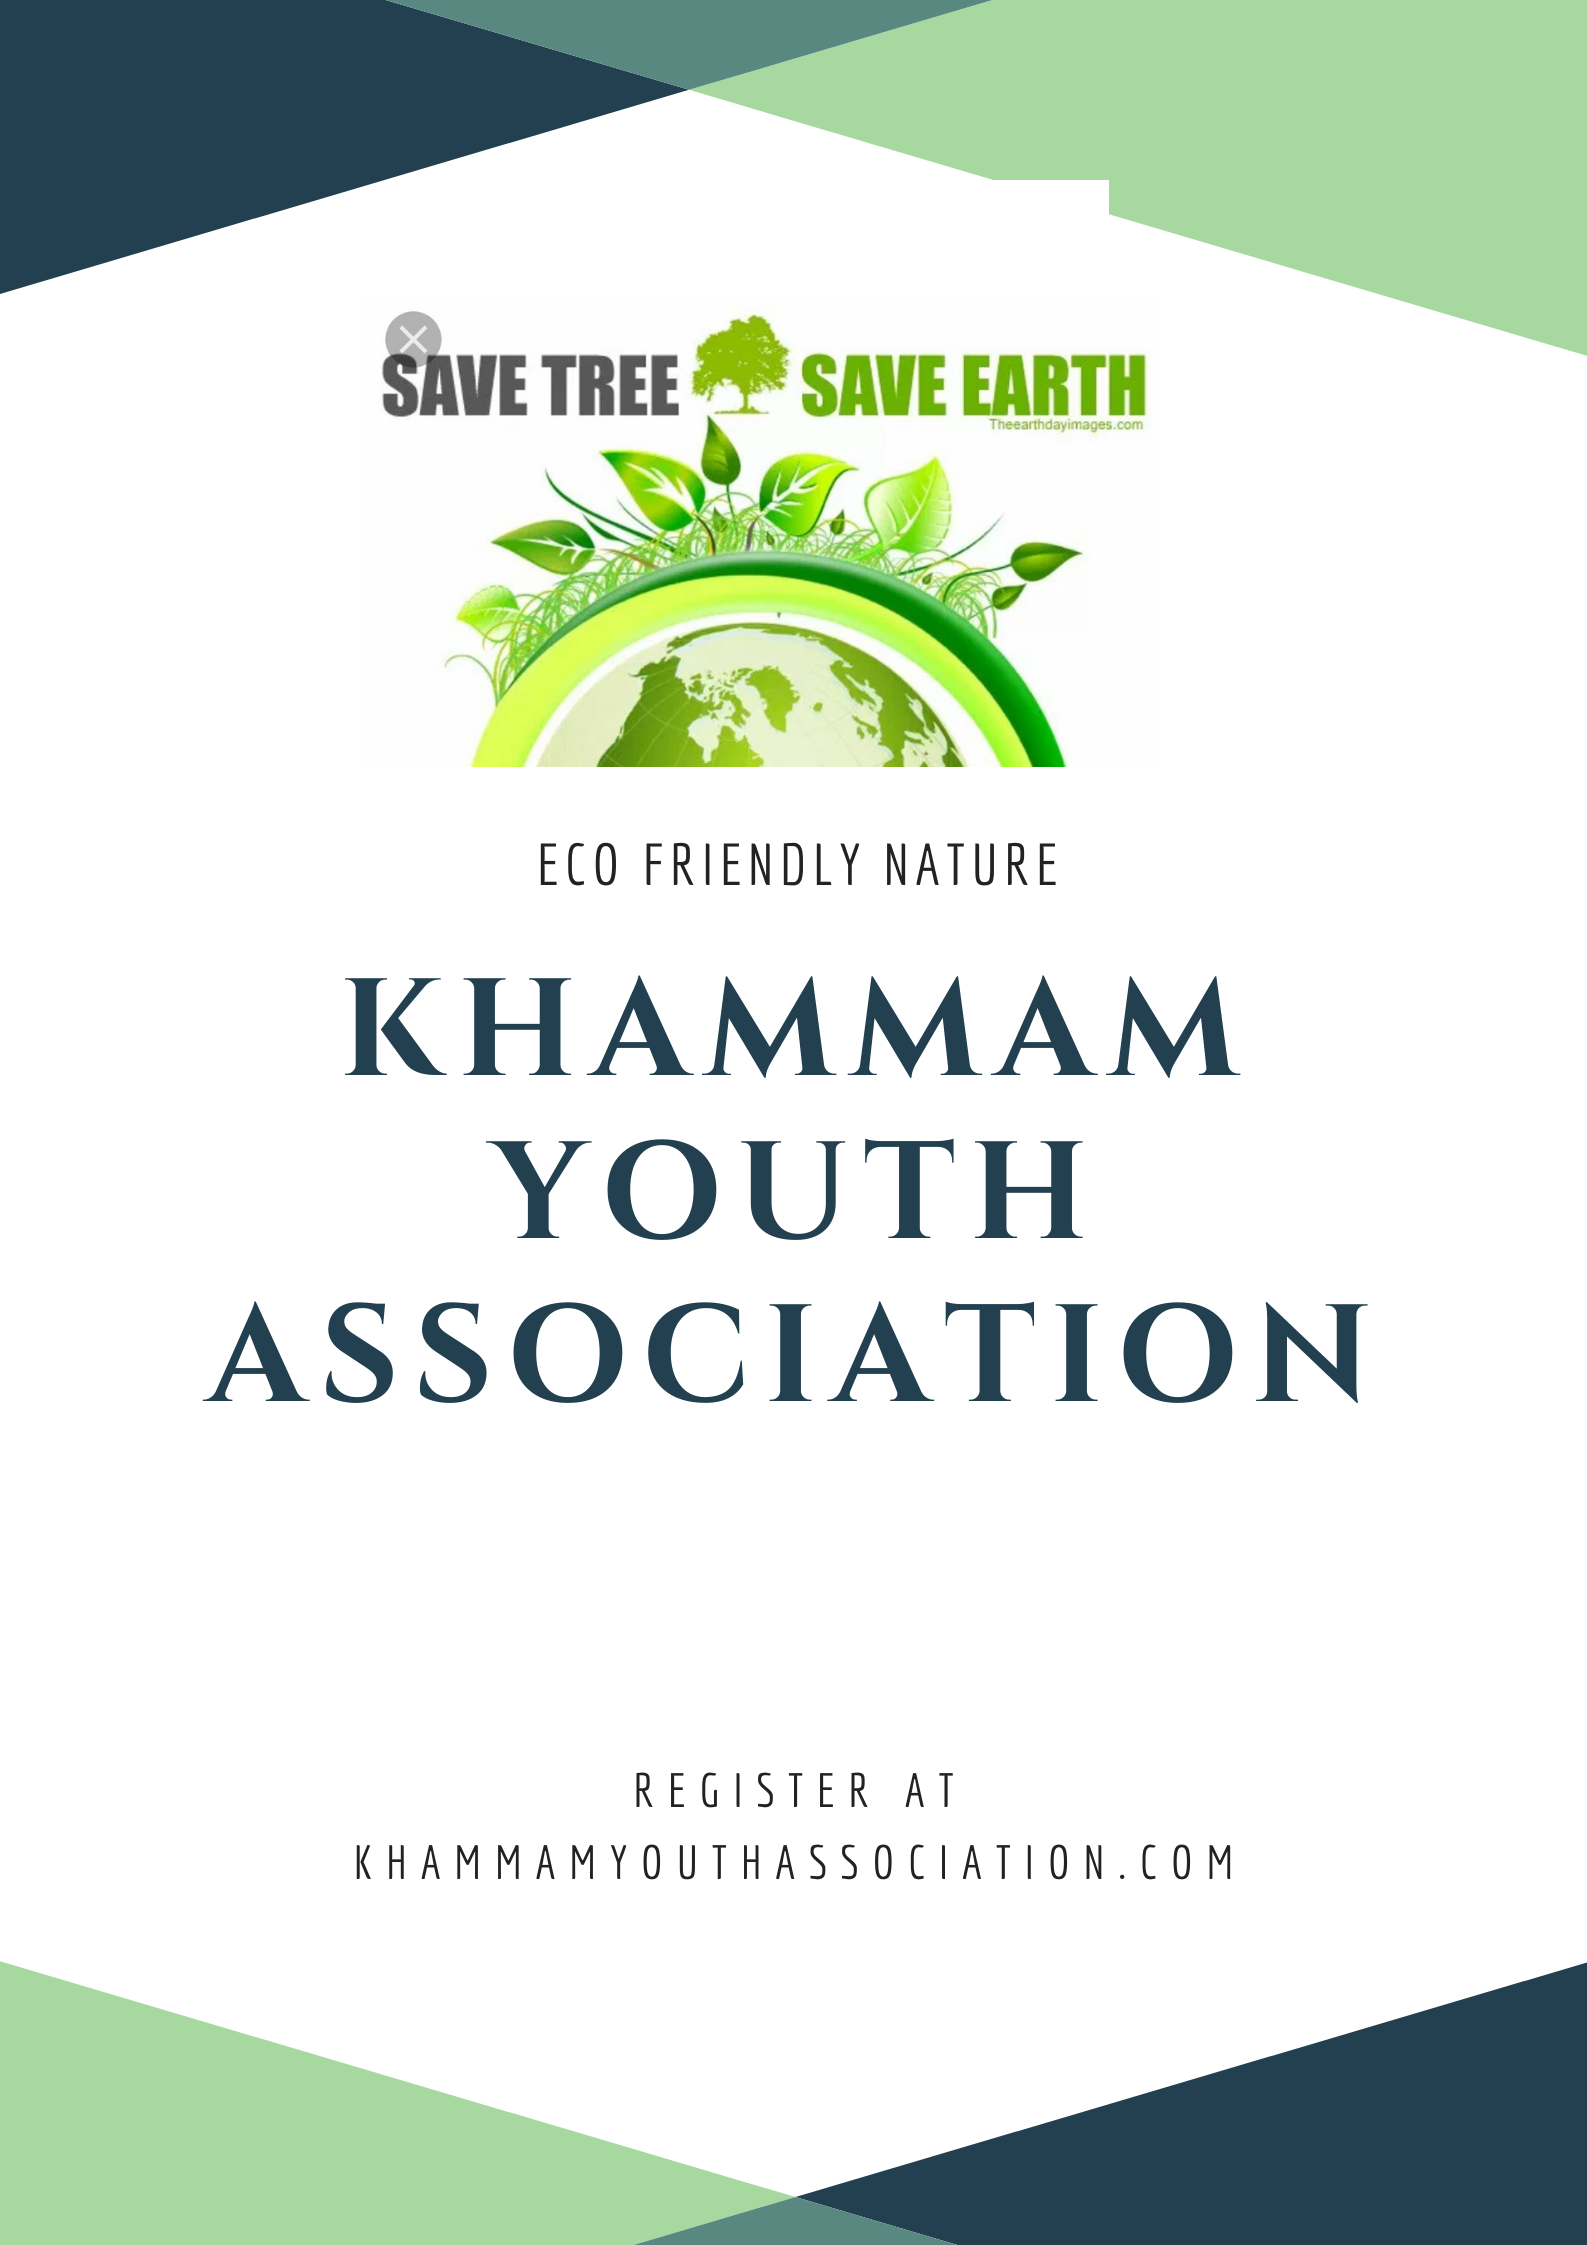 SAVE TREE SAVE EARTH
Theearthdayimages.com
ECO FRIENDLY NATURE
KHAMMAM
YOUTH
ASSOCIATION
REGISTER AT
KHAMMAMYOUTHASSOCIATION.COM